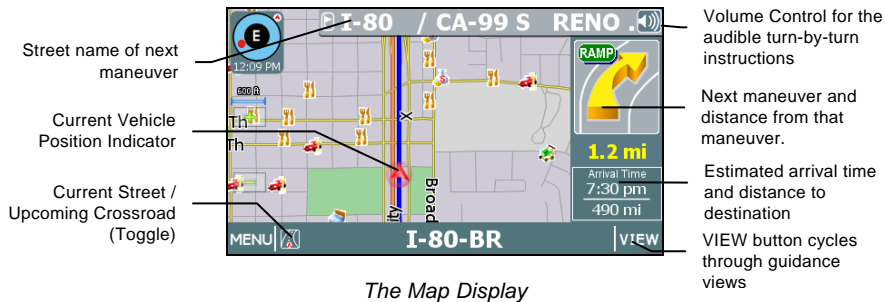 Street name of next
maneuver
Current Vehicle
Position Indicator
Current Street /
Upcoming Crossroad
(Toggle)
I-80 / CA-99 S RENO .
E
12:09 PM
600 ft
Th
Th
X
Broad
ity
S
RAMP
1.2 mi
Arrival Time
7:30 pm
490 mi
MENU
I-80-BR
VIEW
Volume Control for the
audible turn-by-turn
instructions
Next maneuver and
distance from that
maneuver.
Estimated arrival time
and distance to
destination
VIEW button cycles
through guidance
views
The Map Display